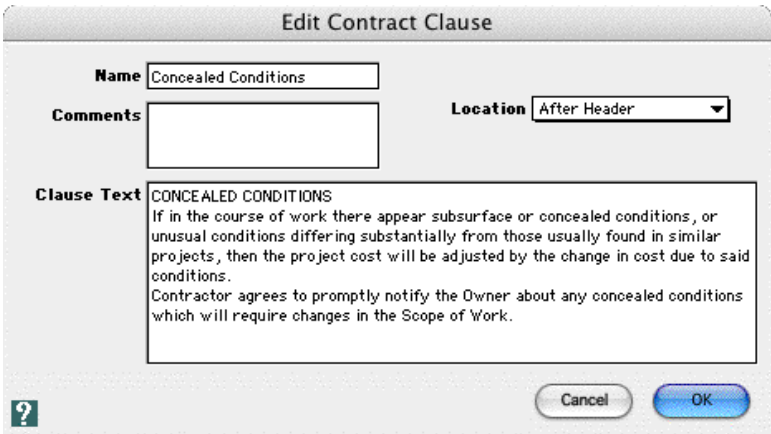 Edit Contract Clause
Name Concealed Conditions
Comments
Location After Header
Clause Text CONCEALED CONDITIONS
If in the course of work there appear subsurface or concealed conditions, or
unusual conditions differing substantially from those usually found in similar
projects, then the project cost will be adjusted by the change in cost due to said
conditions.
Contractor agrees to promptly notify the Owner about any concealed conditions
which will require changes in the Scope of Work.
? Cancel OK